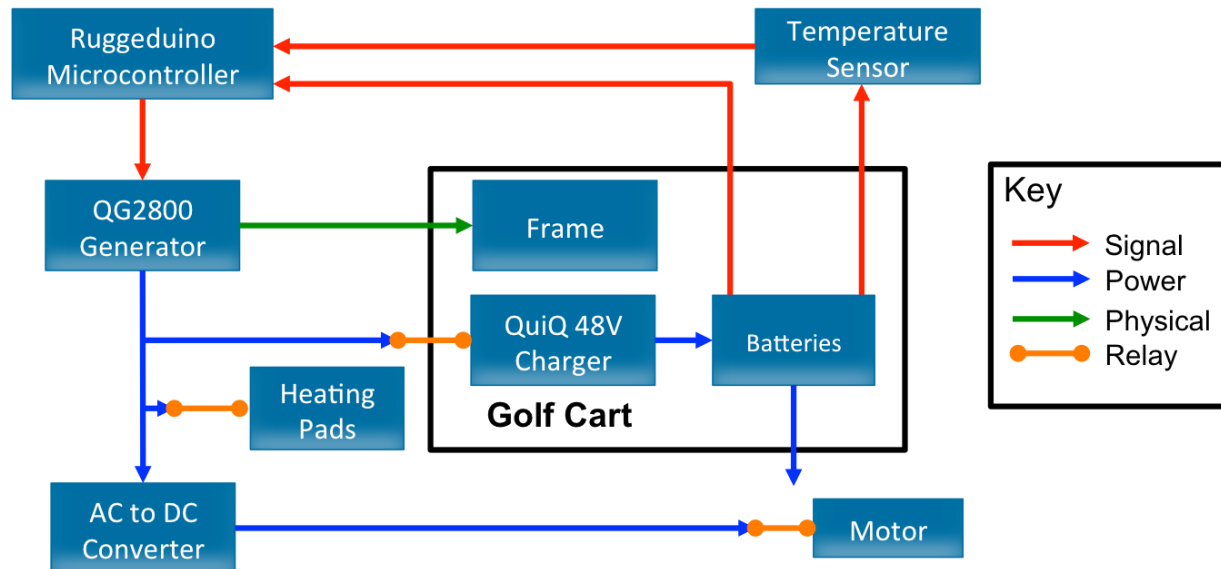 Ruggeduino
Microcontroller
Temperature
Sensor
QG2800
Generator
Frame
QuiQ 48V
Charger
Batteries
Heating
Pads
Golf Cart
AC to DC
Converter
Motor
Key
Signal
Power
Physical
Relay